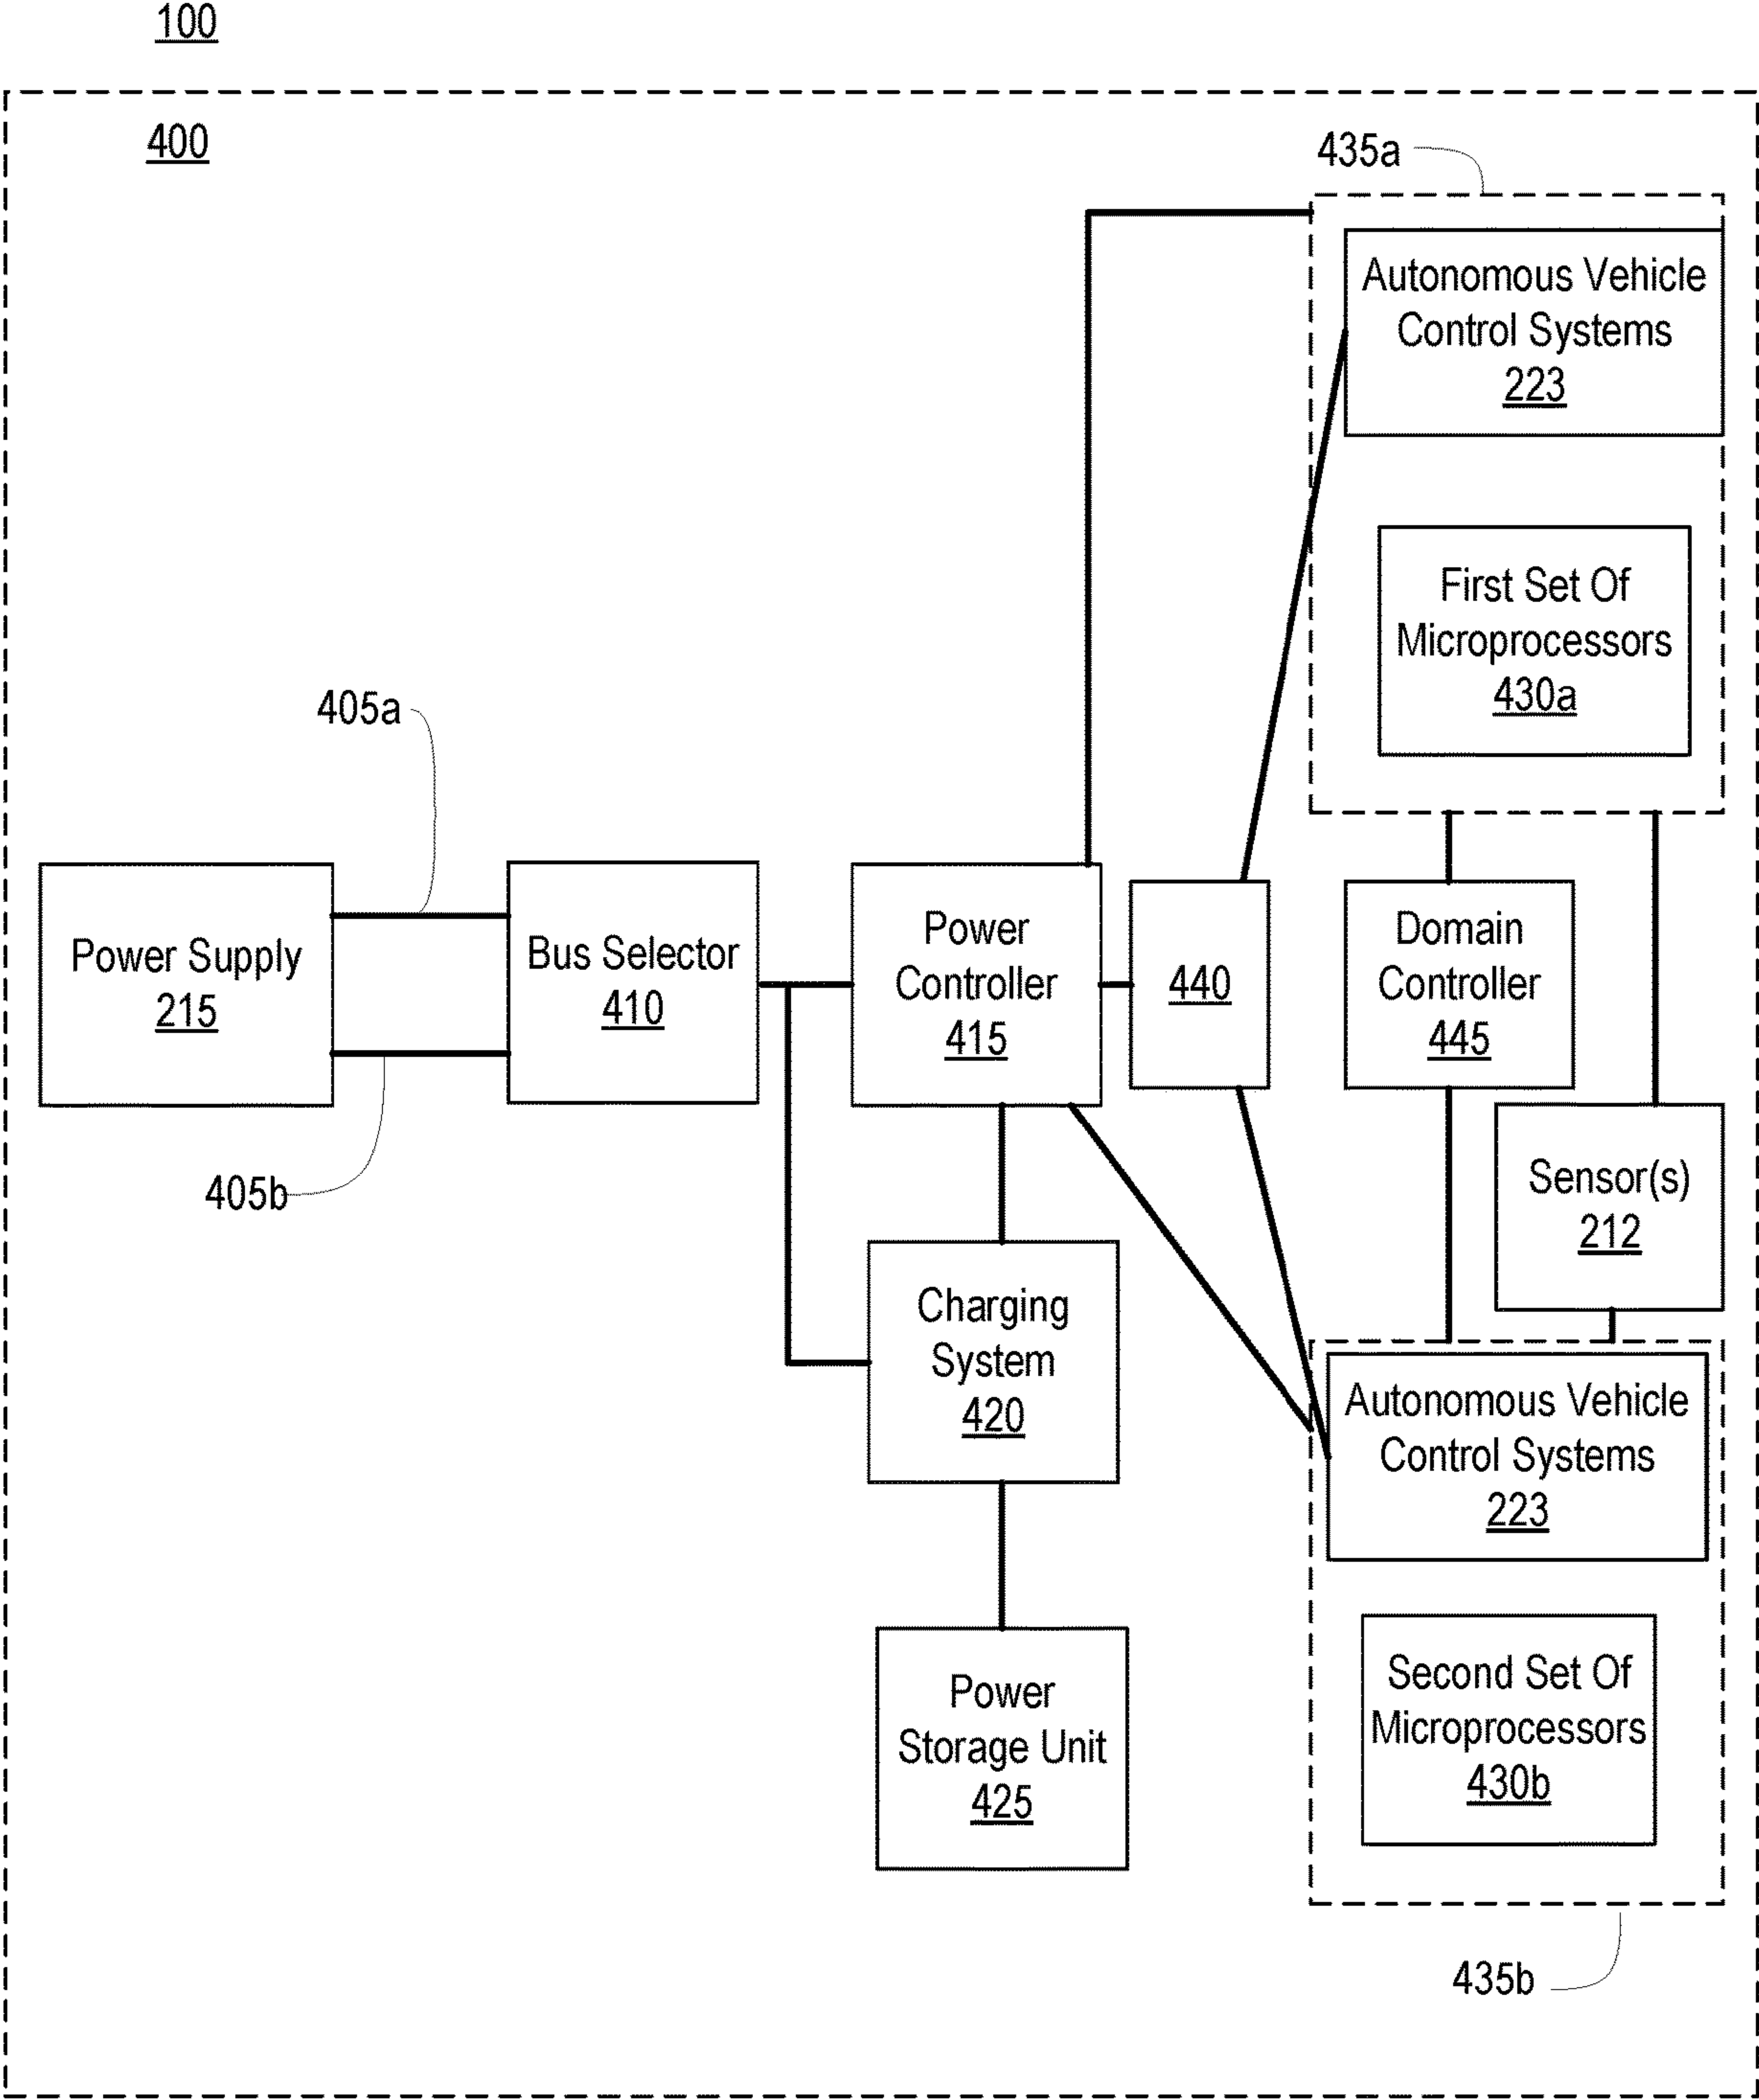 100
400
435a
Autonomous Vehicle
Control Systems
223
First Set Of
Microprocessors
430a
405a
Power Supply
215
Bus Selector
410
Power
Controller
415
440
Domain
Controller
445
405b
Sensor(s)
212
Charging
System
420
Autonomous Vehicle
Control Systems
223
Power
Storage Unit
425
Second Set Of
Microprocessors
430b
435b